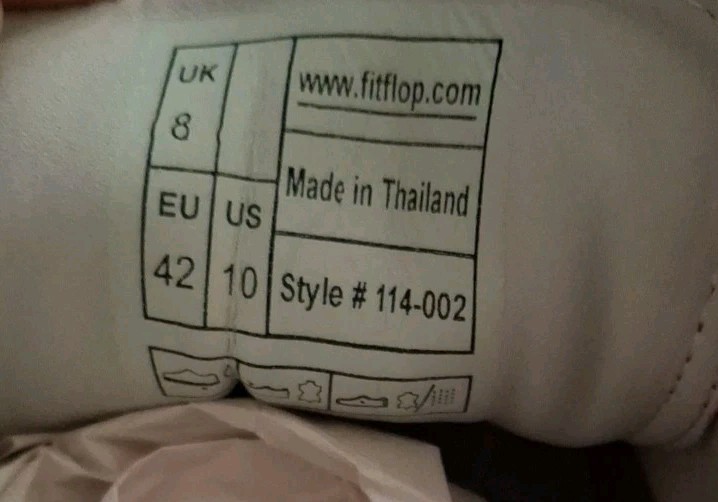 UK
8
www.fitflop.com
Made in Thailand
EU
42
US
10
Style # 114-002